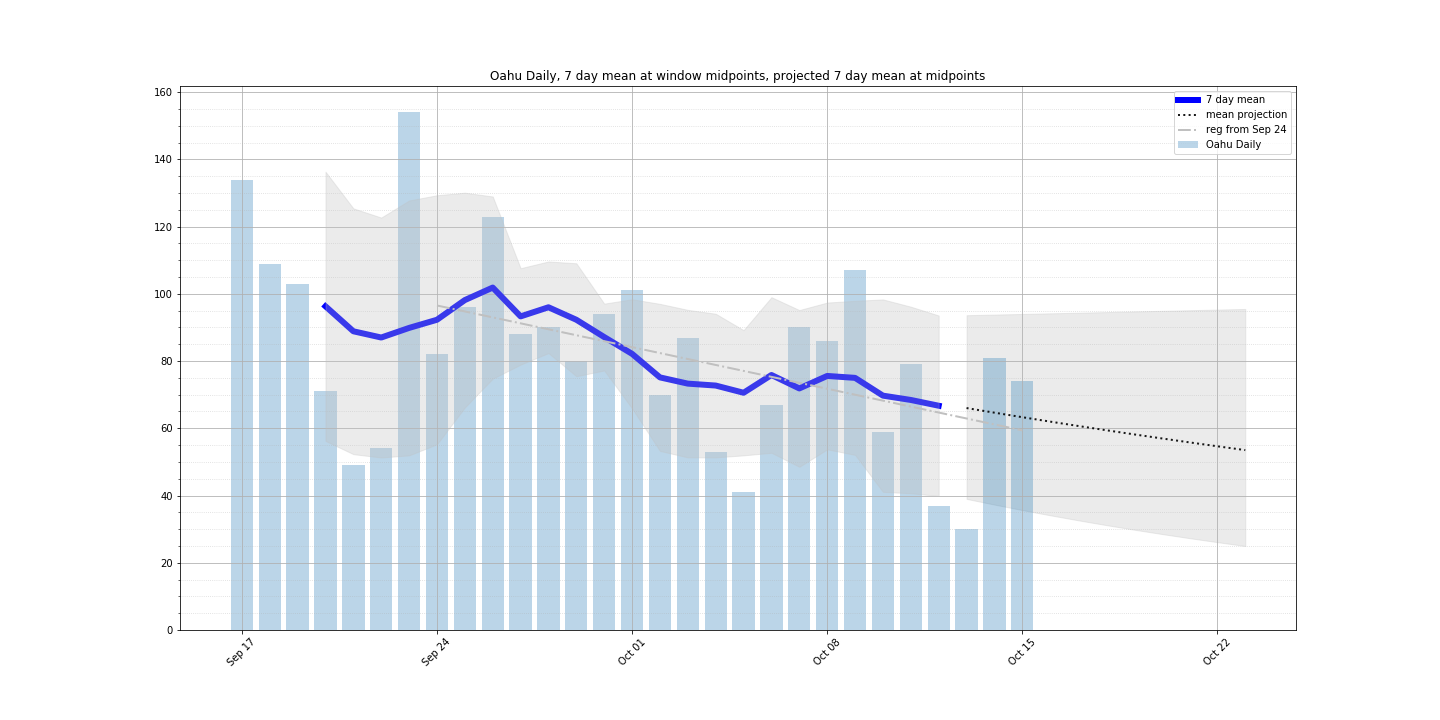 Oahu Daily, 7 day mean at window midpoints, projected 7 day mean at midpoints
7 day mean
mean projection
reg from Sep 24
Oahu Daily
160
140
120
100
80
60
40
20
0
Sep 17
Sep 24
Oct 01
Oct 08
Oct 15
Oct 22